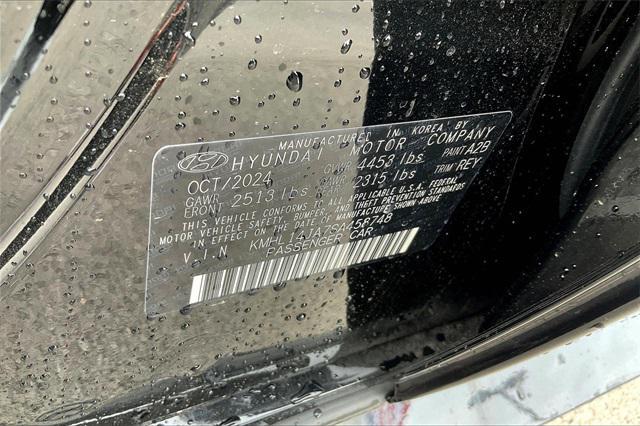 MANUFACTURED IN KOREA BY
HYUNDAI MOTOR COMPANY
OCT/2024 GVWR 4453 lbs PAINT A2B
GAWR FRONT 2513 lbs GAWR 2315 lbs TRIM REY
THIS VEHICLE CONFORMS TO ALL APPLICABLE U.S.A. FEDERAL
MOTOR VEHICLE SAFETY, BUMPER, AND THEFT PREVENTION STANDARDS
IN EFFECT ON THE DATE OF MANUFACTURE SHOWN ABOVE
V.I.N
PASSENGER CAR